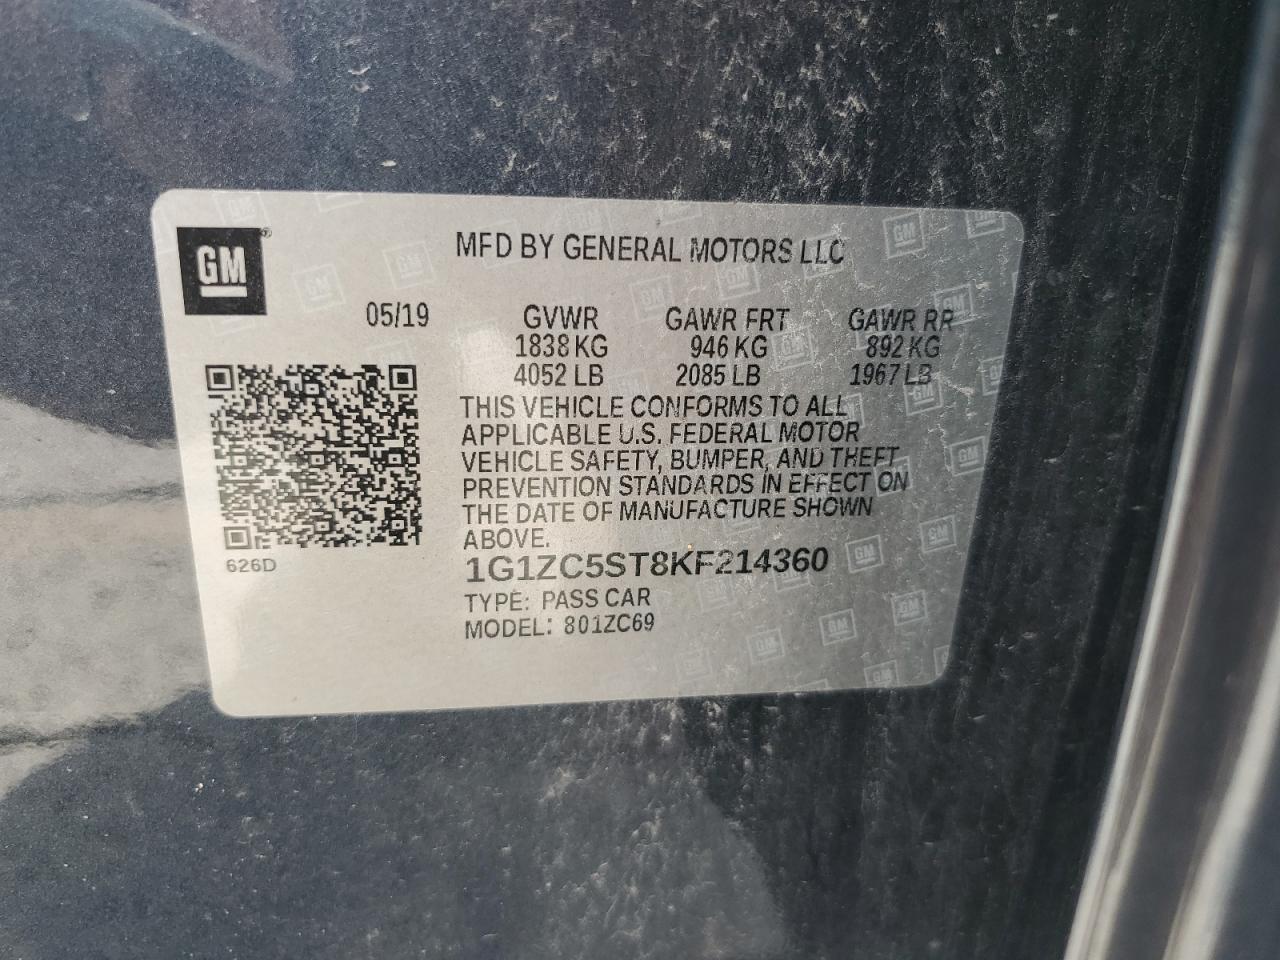 GM
MFD BY GENERAL MOTORS LLC
05/19 GVWR GAWR FRT GAWR RR
1838 KG 946 KG 892 KG
4052 LB 2085 LB 1967 LB
THIS VEHICLE CONFORMS TO ALL
APPLICABLE U.S. FEDERAL MOTOR
VEHICLE SAFETY, BUMPER, AND THEFT
PREVENTION STANDARDS IN EFFECT ON
THE DATE OF MANUFACTURE SHOWN
ABOVE.
626D
1G1ZC5ST8KF214360
TYPE: PASS CAR
MODEL: 801ZC69